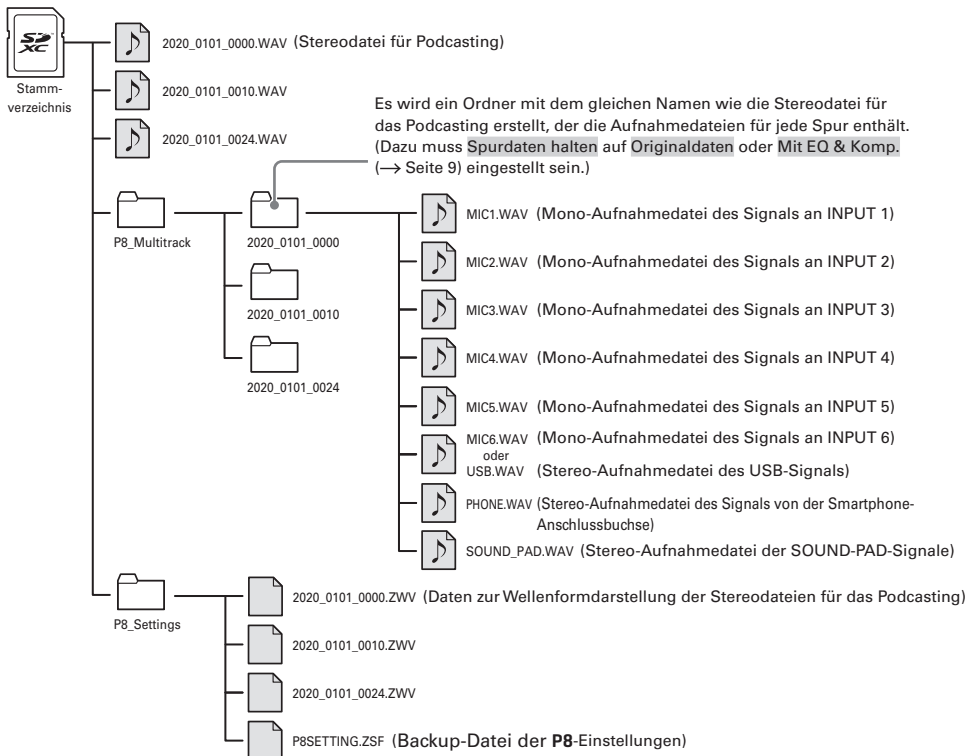 SD
XC
Stamm-
verzeichnis
2020_0101_0000.WAV (Stereodatei für Podcasting)
2020_0101_0010.WAV
2020_0101_0024.WAV
Es wird ein Ordner mit dem gleichen Namen wie die Stereodatei für
das Podcasting erstellt, der die Aufnahmedateien für jede Spur enthält.
(Dazu muss Spurdaten halten auf Originaldaten oder Mit EQ & Komp.
(→ Seite 9) eingestellt sein.)
P8_Multitrack
2020_0101_0000
2020_0101_0010
2020_0101_0024
MIC1.WAV (Mono-Aufnahmedatei des Signals an INPUT 1)
MIC2.WAV (Mono-Aufnahmedatei des Signals an INPUT 2)
MIC3.WAV (Mono-Aufnahmedatei des Signals an INPUT 3)
MIC4.WAV (Mono-Aufnahmedatei des Signals an INPUT 4)
MIC5.WAV (Mono-Aufnahmedatei des Signals an INPUT 5)
MIC6.WAV (Mono-Aufnahmedatei des Signals an INPUT 6)
oder
USB.WAV (Stereo-Aufnahmedatei des USB-Signals)
PHONE.WAV (Stereo-Aufnahmedatei des Signals von der Smartphone-
Anschlussbuchse)
SOUND_PAD.WAV (Stereo-Aufnahmedatei der SOUND-PAD-Signale)
P8_Settings
2020_0101_0000.ZWV (Daten zur Wellenformdarstellung der Stereodateien für das Podcasting)
2020_0101_0010.ZWV
2020_0101_0024.ZWV
P8SETTING.ZSF (Backup-Datei der P8-Einstellungen)